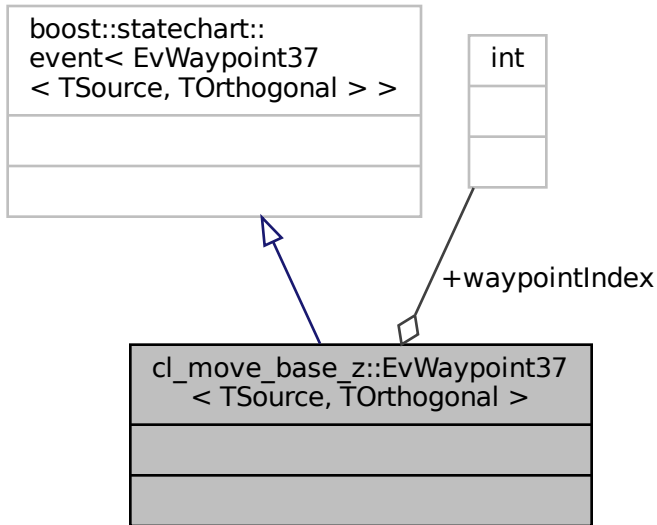 boost::statechart::
event< EvWaypoint37
< TSource, TOrthogonal > >
int
+waypointIndex
cl_move_base_z::EvWaypoint37
< TSource, TOrthogonal >